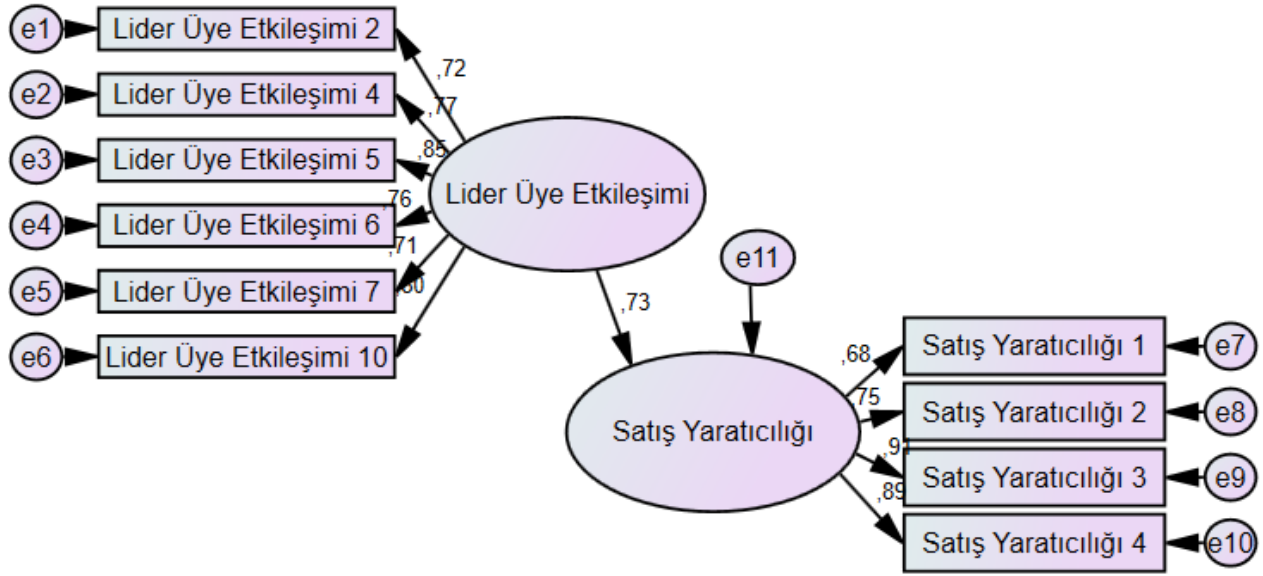 e1
Lider Üye Etkileşimi 2
,72
e2
Lider Üye Etkileşimi 4
,77
e3
Lider Üye Etkileşimi 5
,85
e4
Lider Üye Etkileşimi 6
,76
e5
Lider Üye Etkileşimi 7
,71
e6
Lider Üye Etkileşimi 10
Lider Üye Etkileşimi
,73
e11
Satış Yaratıcılığı
,68
Satış Yaratıcılığı 1
e7
,75
Satış Yaratıcılığı 2
e8
,91
Satış Yaratıcılığı 3
e9
,89
Satış Yaratıcılığı 4
e10